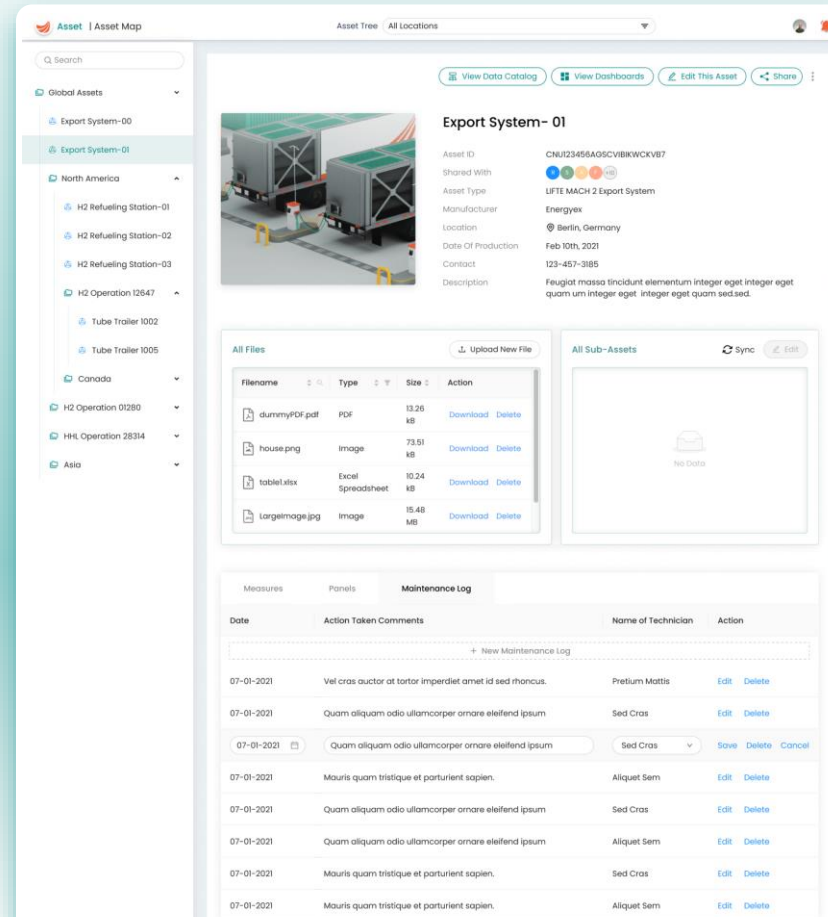 Asset | Asset Map
Asset Tree All Locations
Search
Global Assets
Export System-00
Export System-01
North America
H2 Refueling Station-01
H2 Refueling Station-02
H2 Refueling Station-03
H2 Operation 12647
Tube Trailer 1002
Tube Trailer 1005
Canada
H2 Operation 01280
HHL Operation 28314
Asia
View Data Catalog View Dashboards Edit This Asset Share
Export System- 01
Asset ID CNU123456AGSCVIBIKWCKVB7
Shared With
Asset Type LIFTE MACH 2 Export System
Manufacturer Energyex
Location Berlin, Germany
Date Of Production Feb 10th, 2021
Contact 123-457-3185
Description Feugiat massa tincidunt elementum integer eget integer eget
quam um integer eget integer eget quam sed.sed.
All Files Upload New File
Filename Type Size Action
dummyPDF.pdf PDF 13.26 kB Download Delete
house.png Image 73.51 kB Download Delete
table1.xlsx Excel Spreadsheet 10.24 kB Download Delete
LargeImage.jpg Image 15.48 MB Download Delete
All Sub-Assets Sync Edit
No Data
Measures Panels Maintenance Log
Date Action Taken Comments Name of Technician Action
+ New Maintenance Log
07-01-2021 Vel cras auctor at tortor imperdiet amet id sed rhoncus. Pretium Mattis Edit Delete
07-01-2021 Quam aliquam odio ullamcorper ornare eleifend ipsum Sed Cras Edit Delete
07-01-2021 Quam aliquam odio ullamcorper ornare eleifend ipsum Sed Cras Save Delete Cancel
07-01-2021 Mauris quam tristique et parturient sapien. Aliquet Sem Edit Delete
07-01-2021 Quam aliquam odio ullamcorper ornare eleifend ipsum Sed Cras Edit Delete
07-01-2021 Quam aliquam odio ullamcorper ornare eleifend ipsum Aliquet Sem Edit Delete
07-01-2021 Mauris quam tristique et parturient sapien. Sed Cras Edit Delete
07-01-2021 Mauris quam tristique et parturient sapien. Aliquet Sem Edit Delete